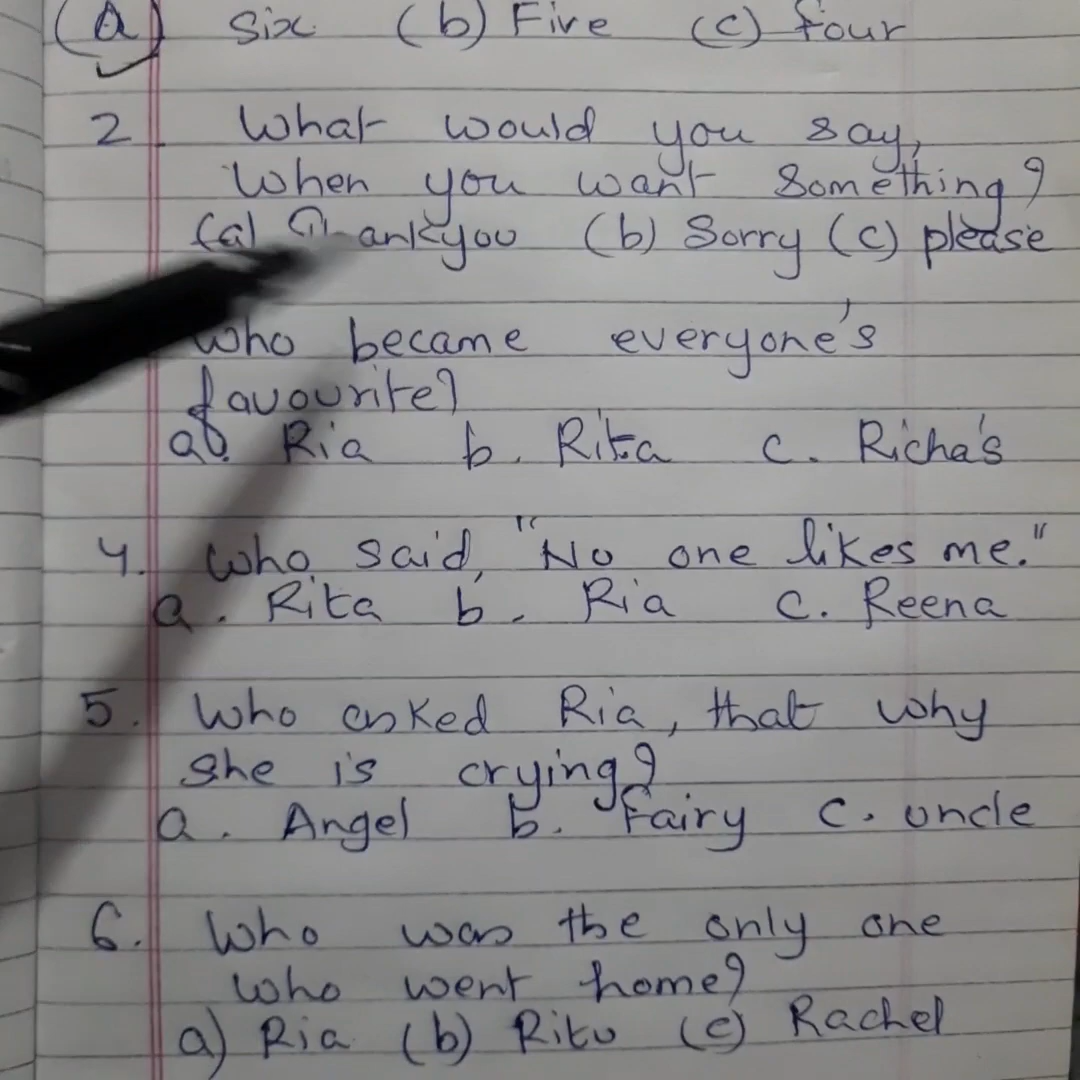 (a) Six (b) Five (c) four
2. What would you say,
When you want Something?
(a) Thankyou (b) Sorry (c) please
Who became everyone's
favourite?
a. Ria b. Rita c. Richa's
4. Who said, "No one likes me."
a. Rita b. Ria c. Reena
5. Who asked Ria, that why
She is crying?
a. Angel b. Fairy c. uncle
6. Who was the only one
who went home?
a) Ria (b) Ritu (c) Rachel